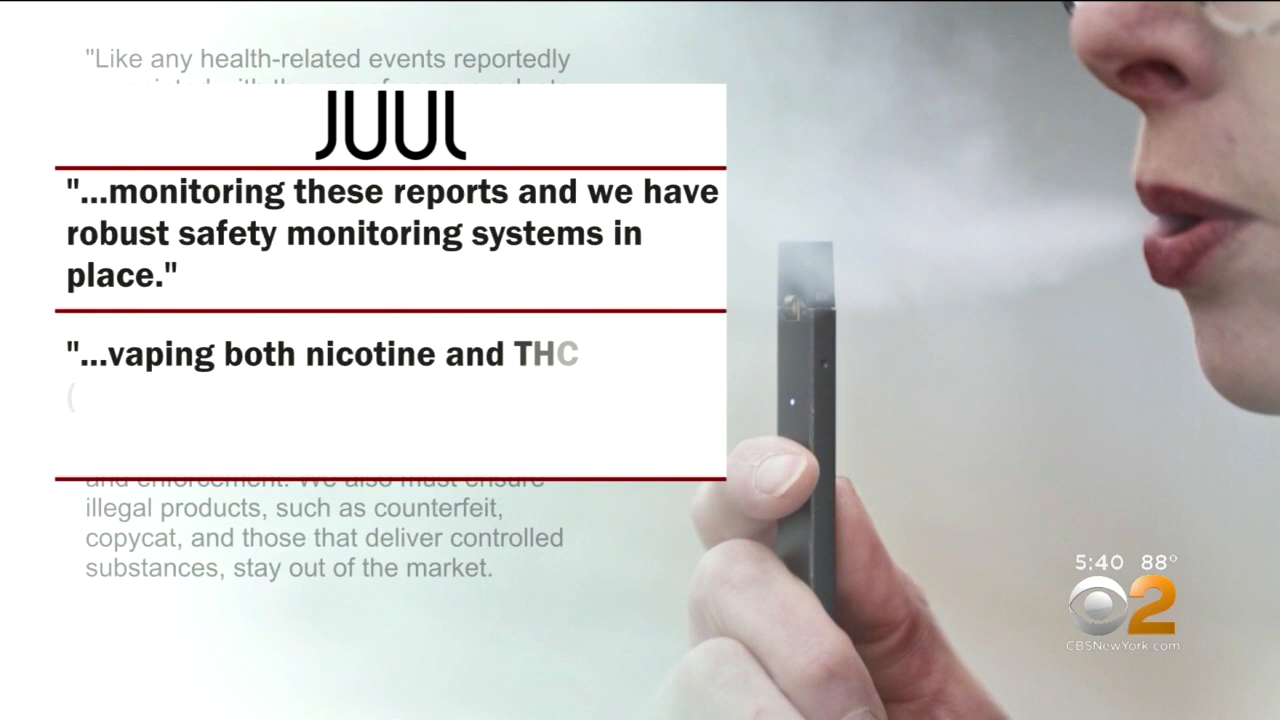 "Like any health-related events reportedly
JUUL
"...monitoring these reports and we have
robust safety monitoring systems in
place."
"...vaping both nicotine and THC
(
and enforcement. We also must ensure
illegal products, such as counterfeit,
copycat, and those that deliver controlled
substances, stay out of the market.
5:40 88°
2
CBSNewYork.com